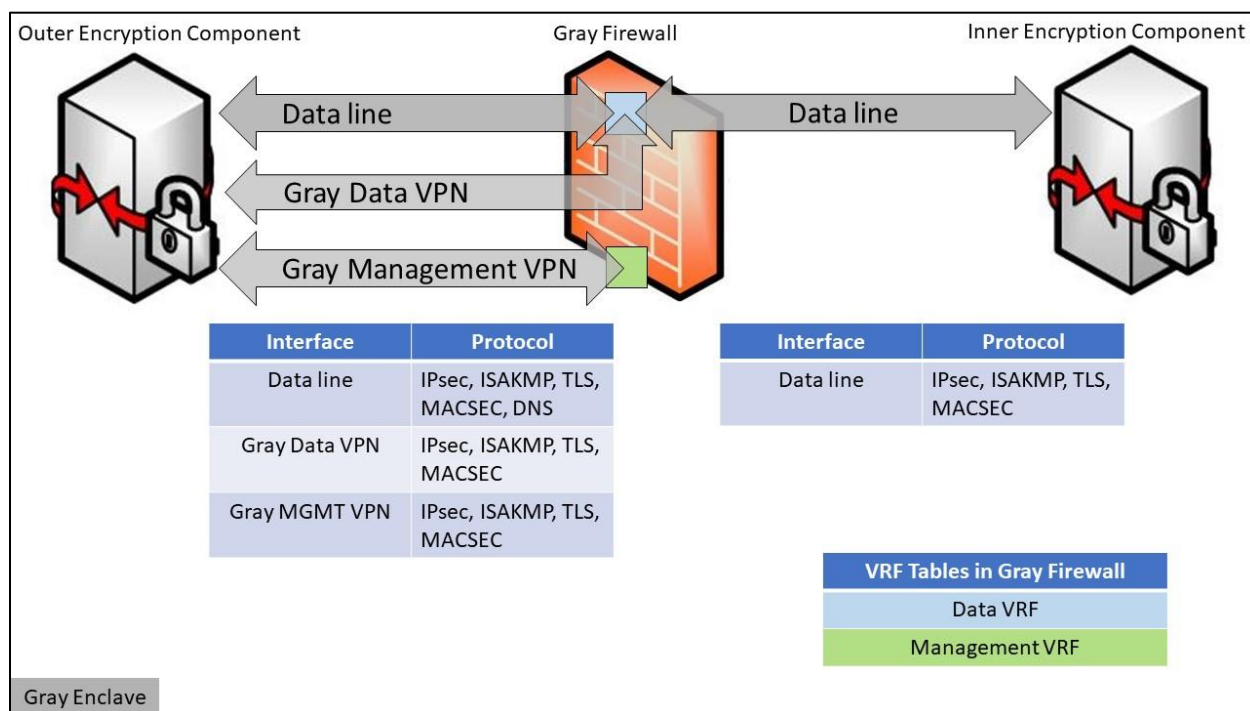 Outer Encryption Component
Gray Firewall
Inner Encryption Component
Data line
Data line
Gray Data VPN
Gray Management VPN
Interface Protocol
Data line IPsec, ISAKMP, TLS,
MACSEC, DNS
Gray Data VPN IPsec, ISAKMP, TLS,
MACSEC
Gray MGMT VPN IPsec, ISAKMP, TLS,
MACSEC
Interface Protocol
Data line IPsec, ISAKMP, TLS,
MACSEC
VRF Tables in Gray Firewall
Data VRF
Management VRF
Gray Enclave